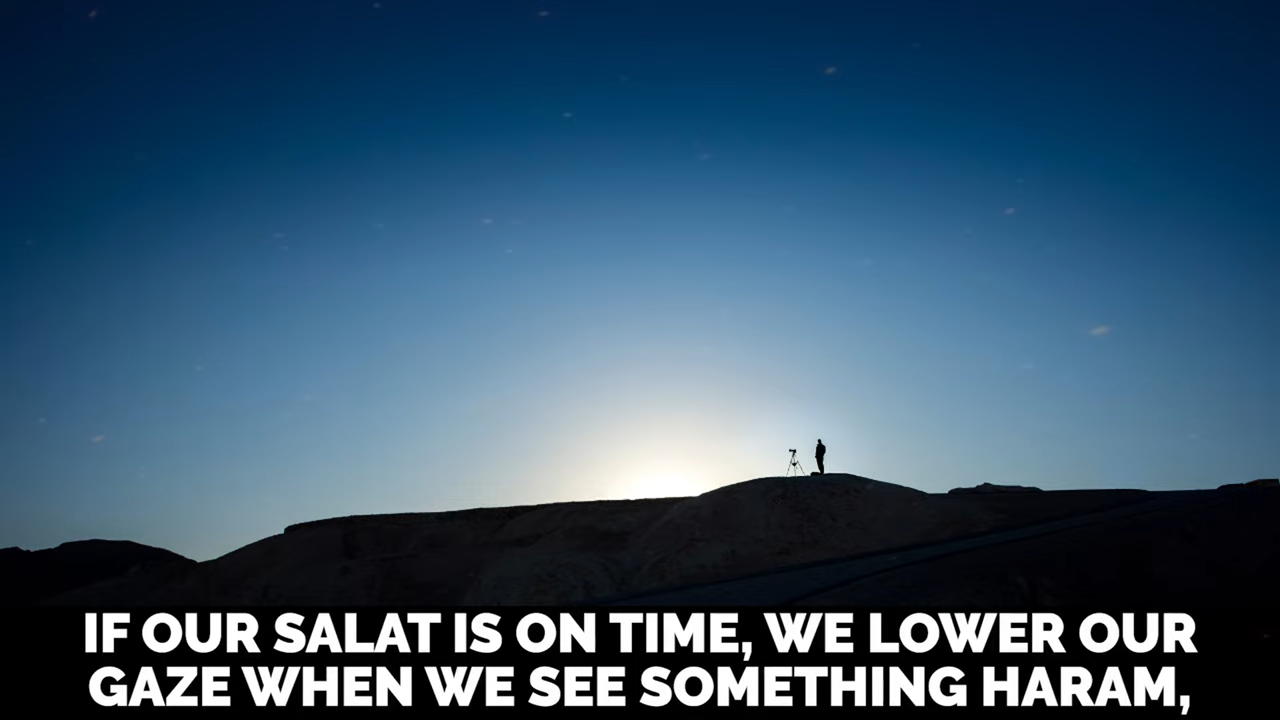 IF OUR SALAT IS ON TIME, WE LOWER OUR
GAZE WHEN WE SEE SOMETHING HARAM,